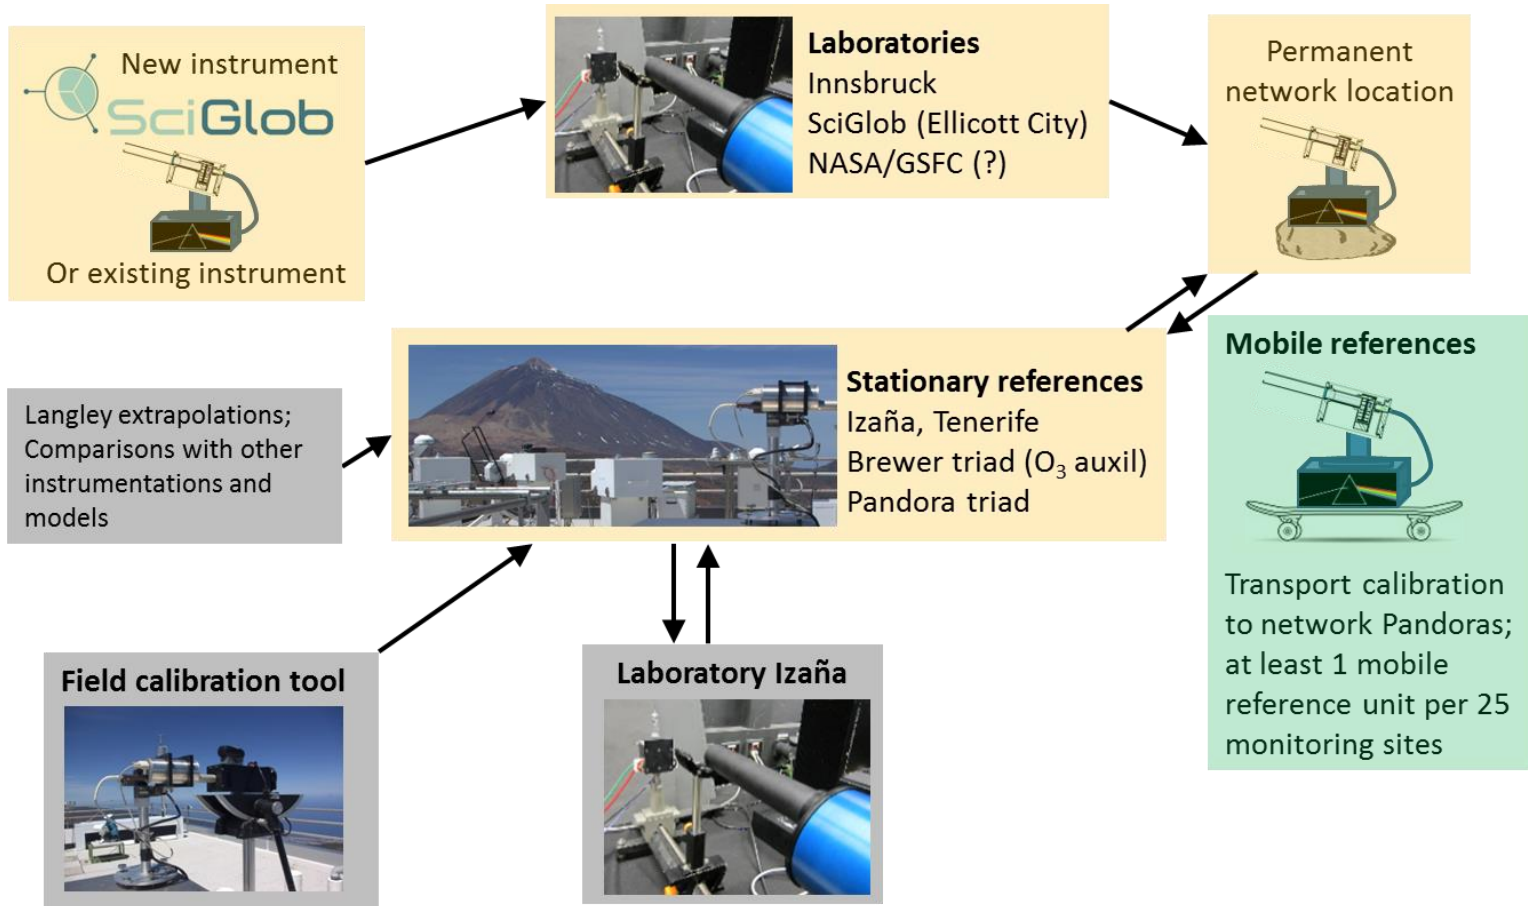 New instrument
SciGlob
Or existing instrument
Laboratories
Innsbruck
SciGlob (Ellicott City)
NASA/GSFC (?)
Permanent
network location
Langley extrapolations;
Comparisons with other
instrumentations and
models
Stationary references
Izaña, Tenerife
Brewer triad (O₃ auxil)
Pandora triad
Mobile references
Transport calibration
to network Pandoras;
at least 1 mobile
reference unit per 25
monitoring sites
Field calibration tool
Laboratory Izaña